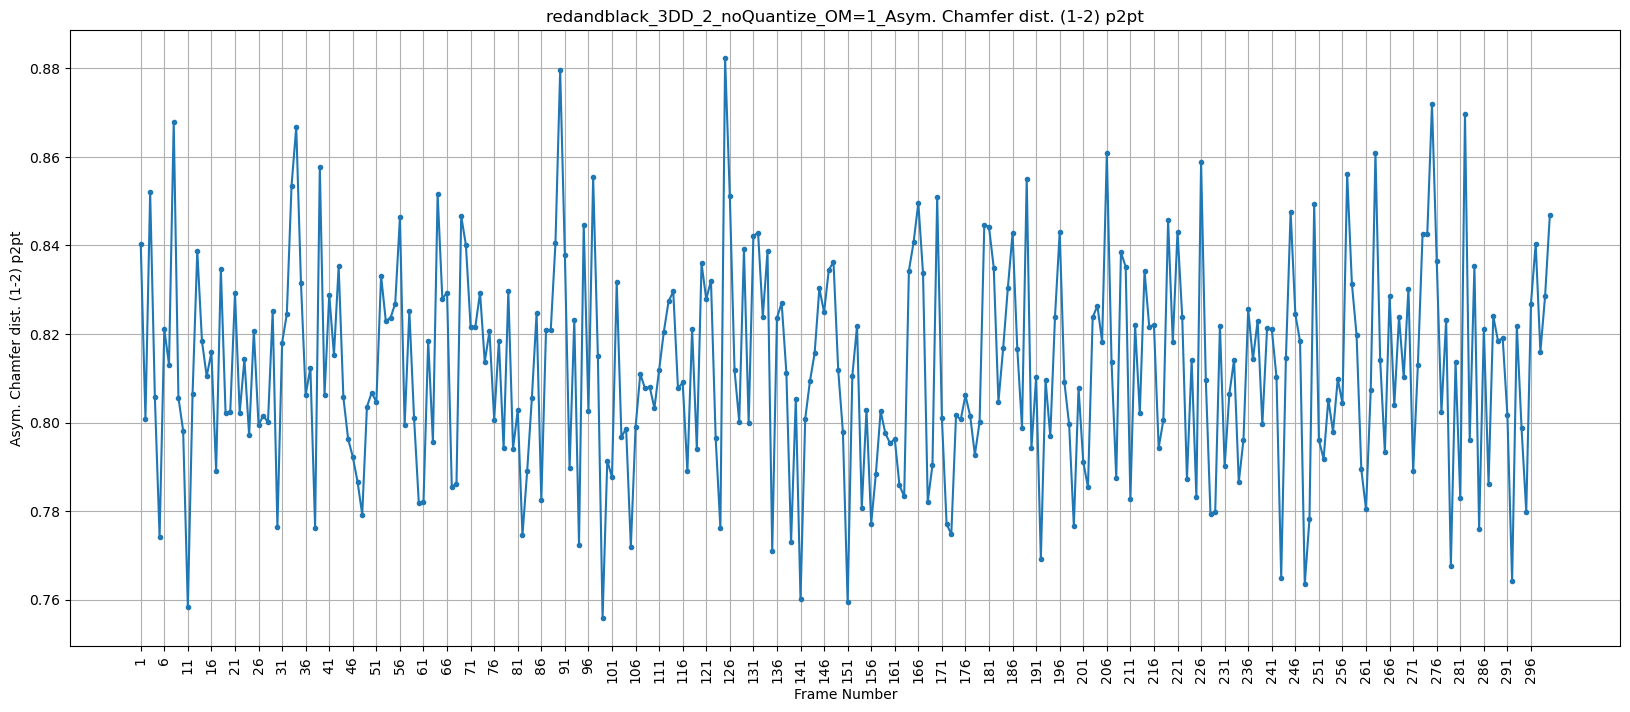 redandblack_3DD_2_noQuantize_OM=1_Asym. Chamfer dist. (1-2) p2pt
Asym. Chamfer dist. (1-2) p2pt
0.88
0.86
0.84
0.82
0.80
0.78
0.76
1 6 11 16 21 26 31 36 41 46 51 56 61 66 71 76 81 86 91 96 101 106 111 116 121 126 131 136 141 146 151 156 161 166 171 176 181 186 191 196 201 206 211 216 221 226 231 236 241 246 251 256 261 266 271 276 281 286 291 296
Frame Number